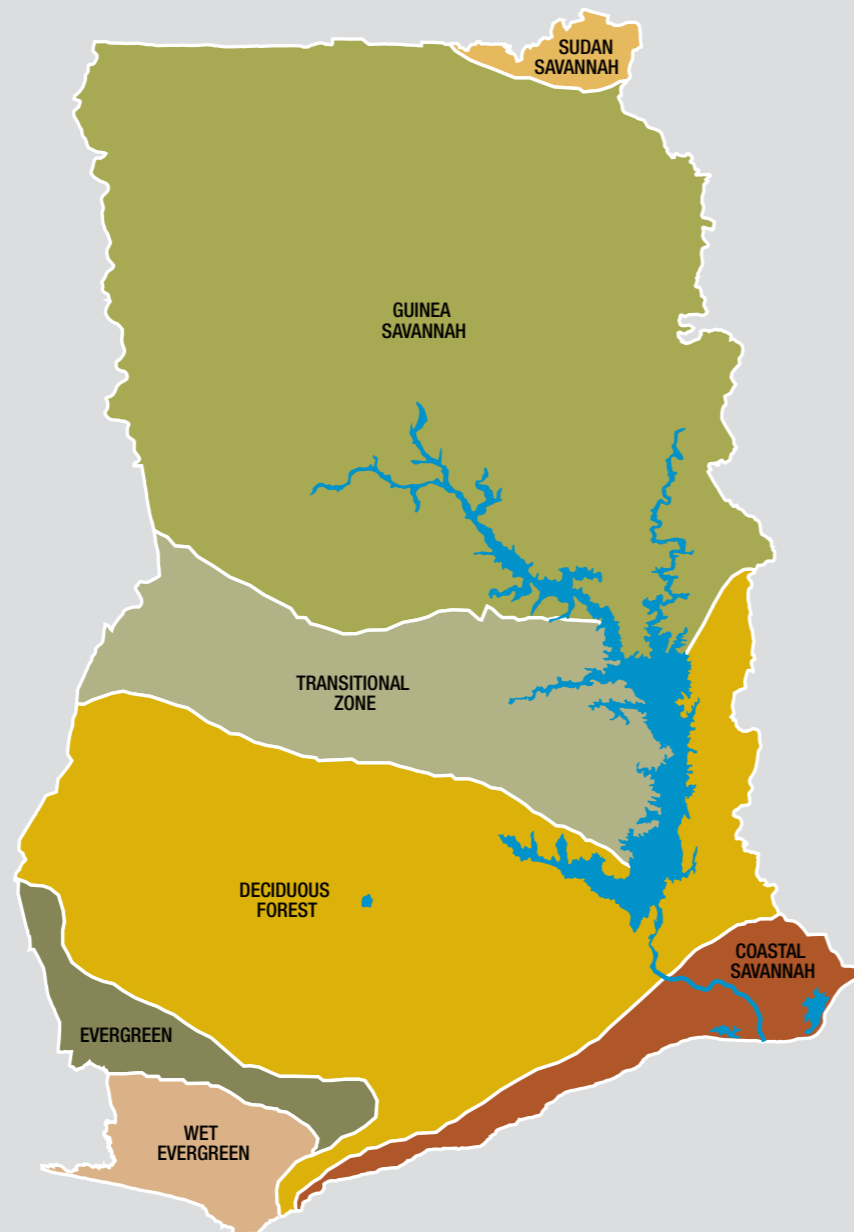 SUDAN
SAVANNAH
GUINEA
SAVANNAH
TRANSITIONAL
ZONE
DECIDUOUS
FOREST
COASTAL
SAVANNAH
EVERGREEN
WET
EVERGREEN